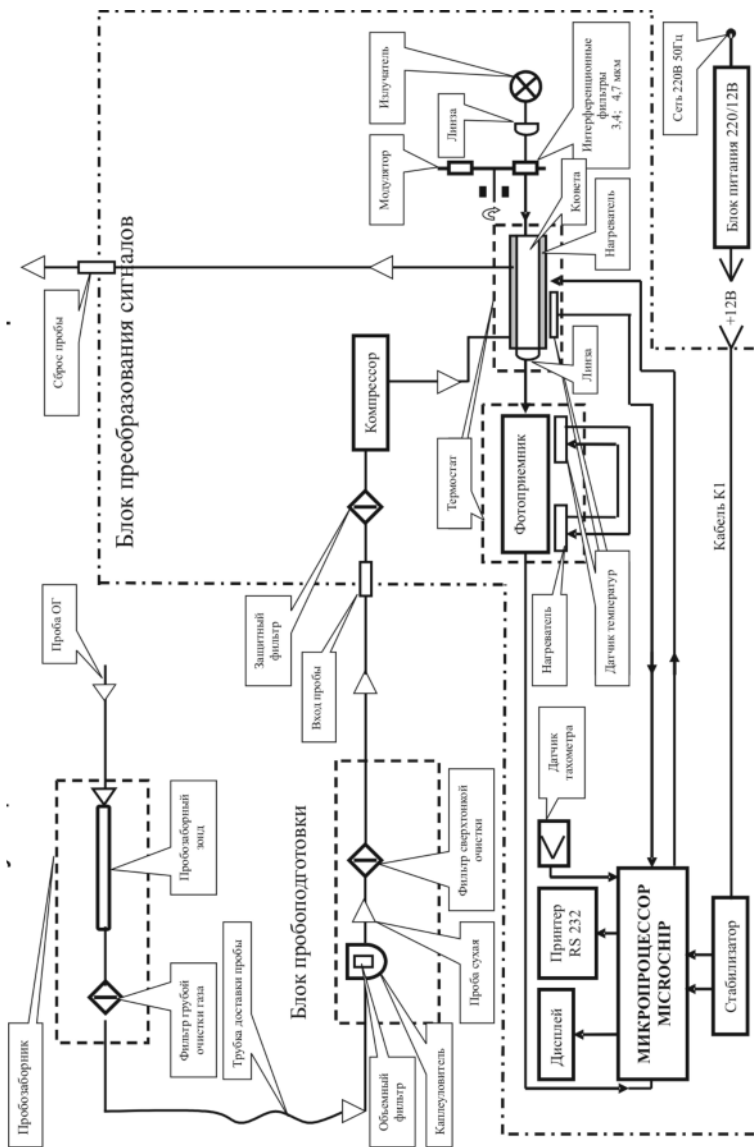 Пробозаборник
Фильтр грубой
очистки газа
Пробозаборный
зонд
Проба ОГ
Трубка доставки пробы
Блок пробоподготовки
Объемный
фильтр
Каплеуловитель
Проба сухая
Фильтр сверхтонкой
очистки
Вход пробы
Защитный
фильтр
Компрессор
Блок преобразования сигналов
Сброс пробы
Термостат
Фотоприемник
Нагреватель
Датчик температур
Линза
Модулятор
Линза
Излучатель
Интерференционные
фильтры
3,4; 4,7 мкм
Кювета
Нагреватель
Дисплей
Принтер
RS 232
Датчик
тахометра
МИКРОПРОЦЕССОР
MICROCHIP
Стабилизатор
Кабель К1
+12В
Блок питания 220/12В
Сеть 220В 50Гц